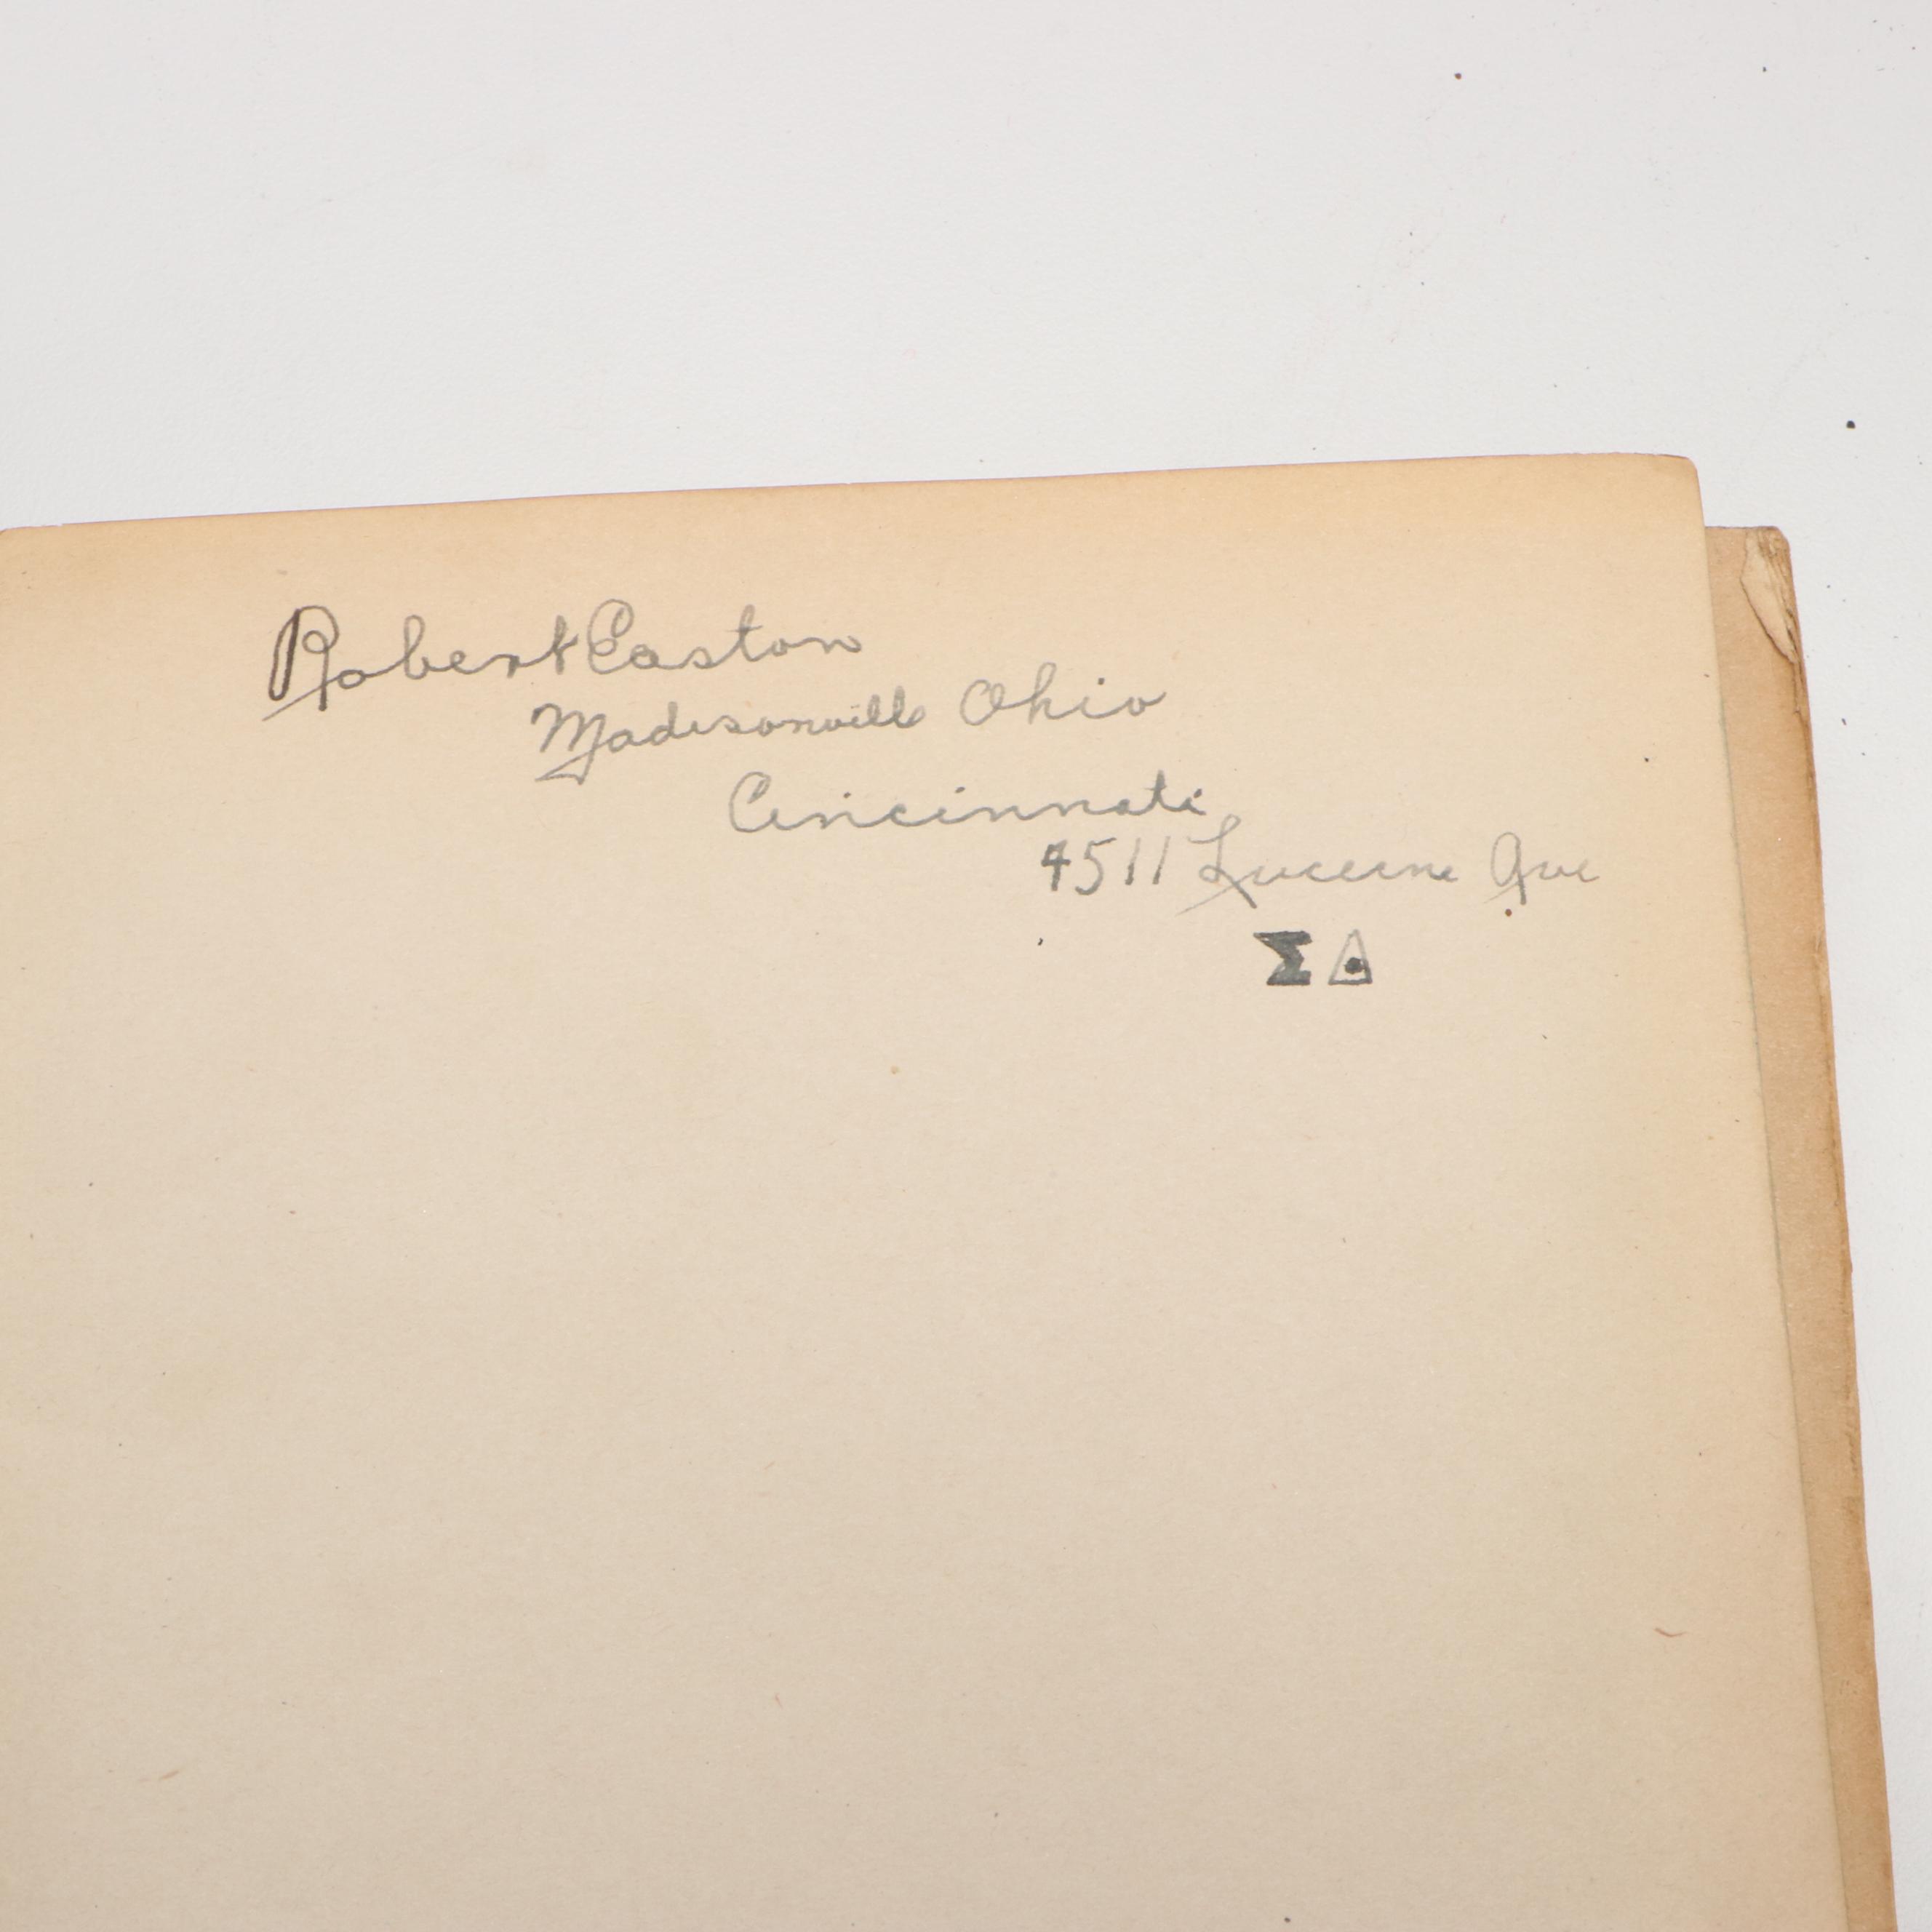 Robert Easton
Madisonville Ohio
Cincinnati
4511 Lucerne Ave
ΣΔ